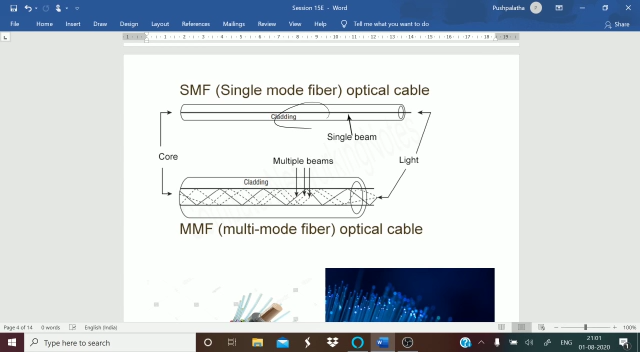 Session 15E - Word
Pushpalatha
P
File Home Insert Draw Design Layout References Mailings Review View Help Tell me what you want to do
Share
SMF (Single mode fiber) optical cable
Cladding
Single beam
Core
Multiple beams
Light
Cladding
MMF (multi-mode fiber) optical cable
Page 4 of 14 0 words English (India)
100%
Type here to search
21:01
01-08-2020